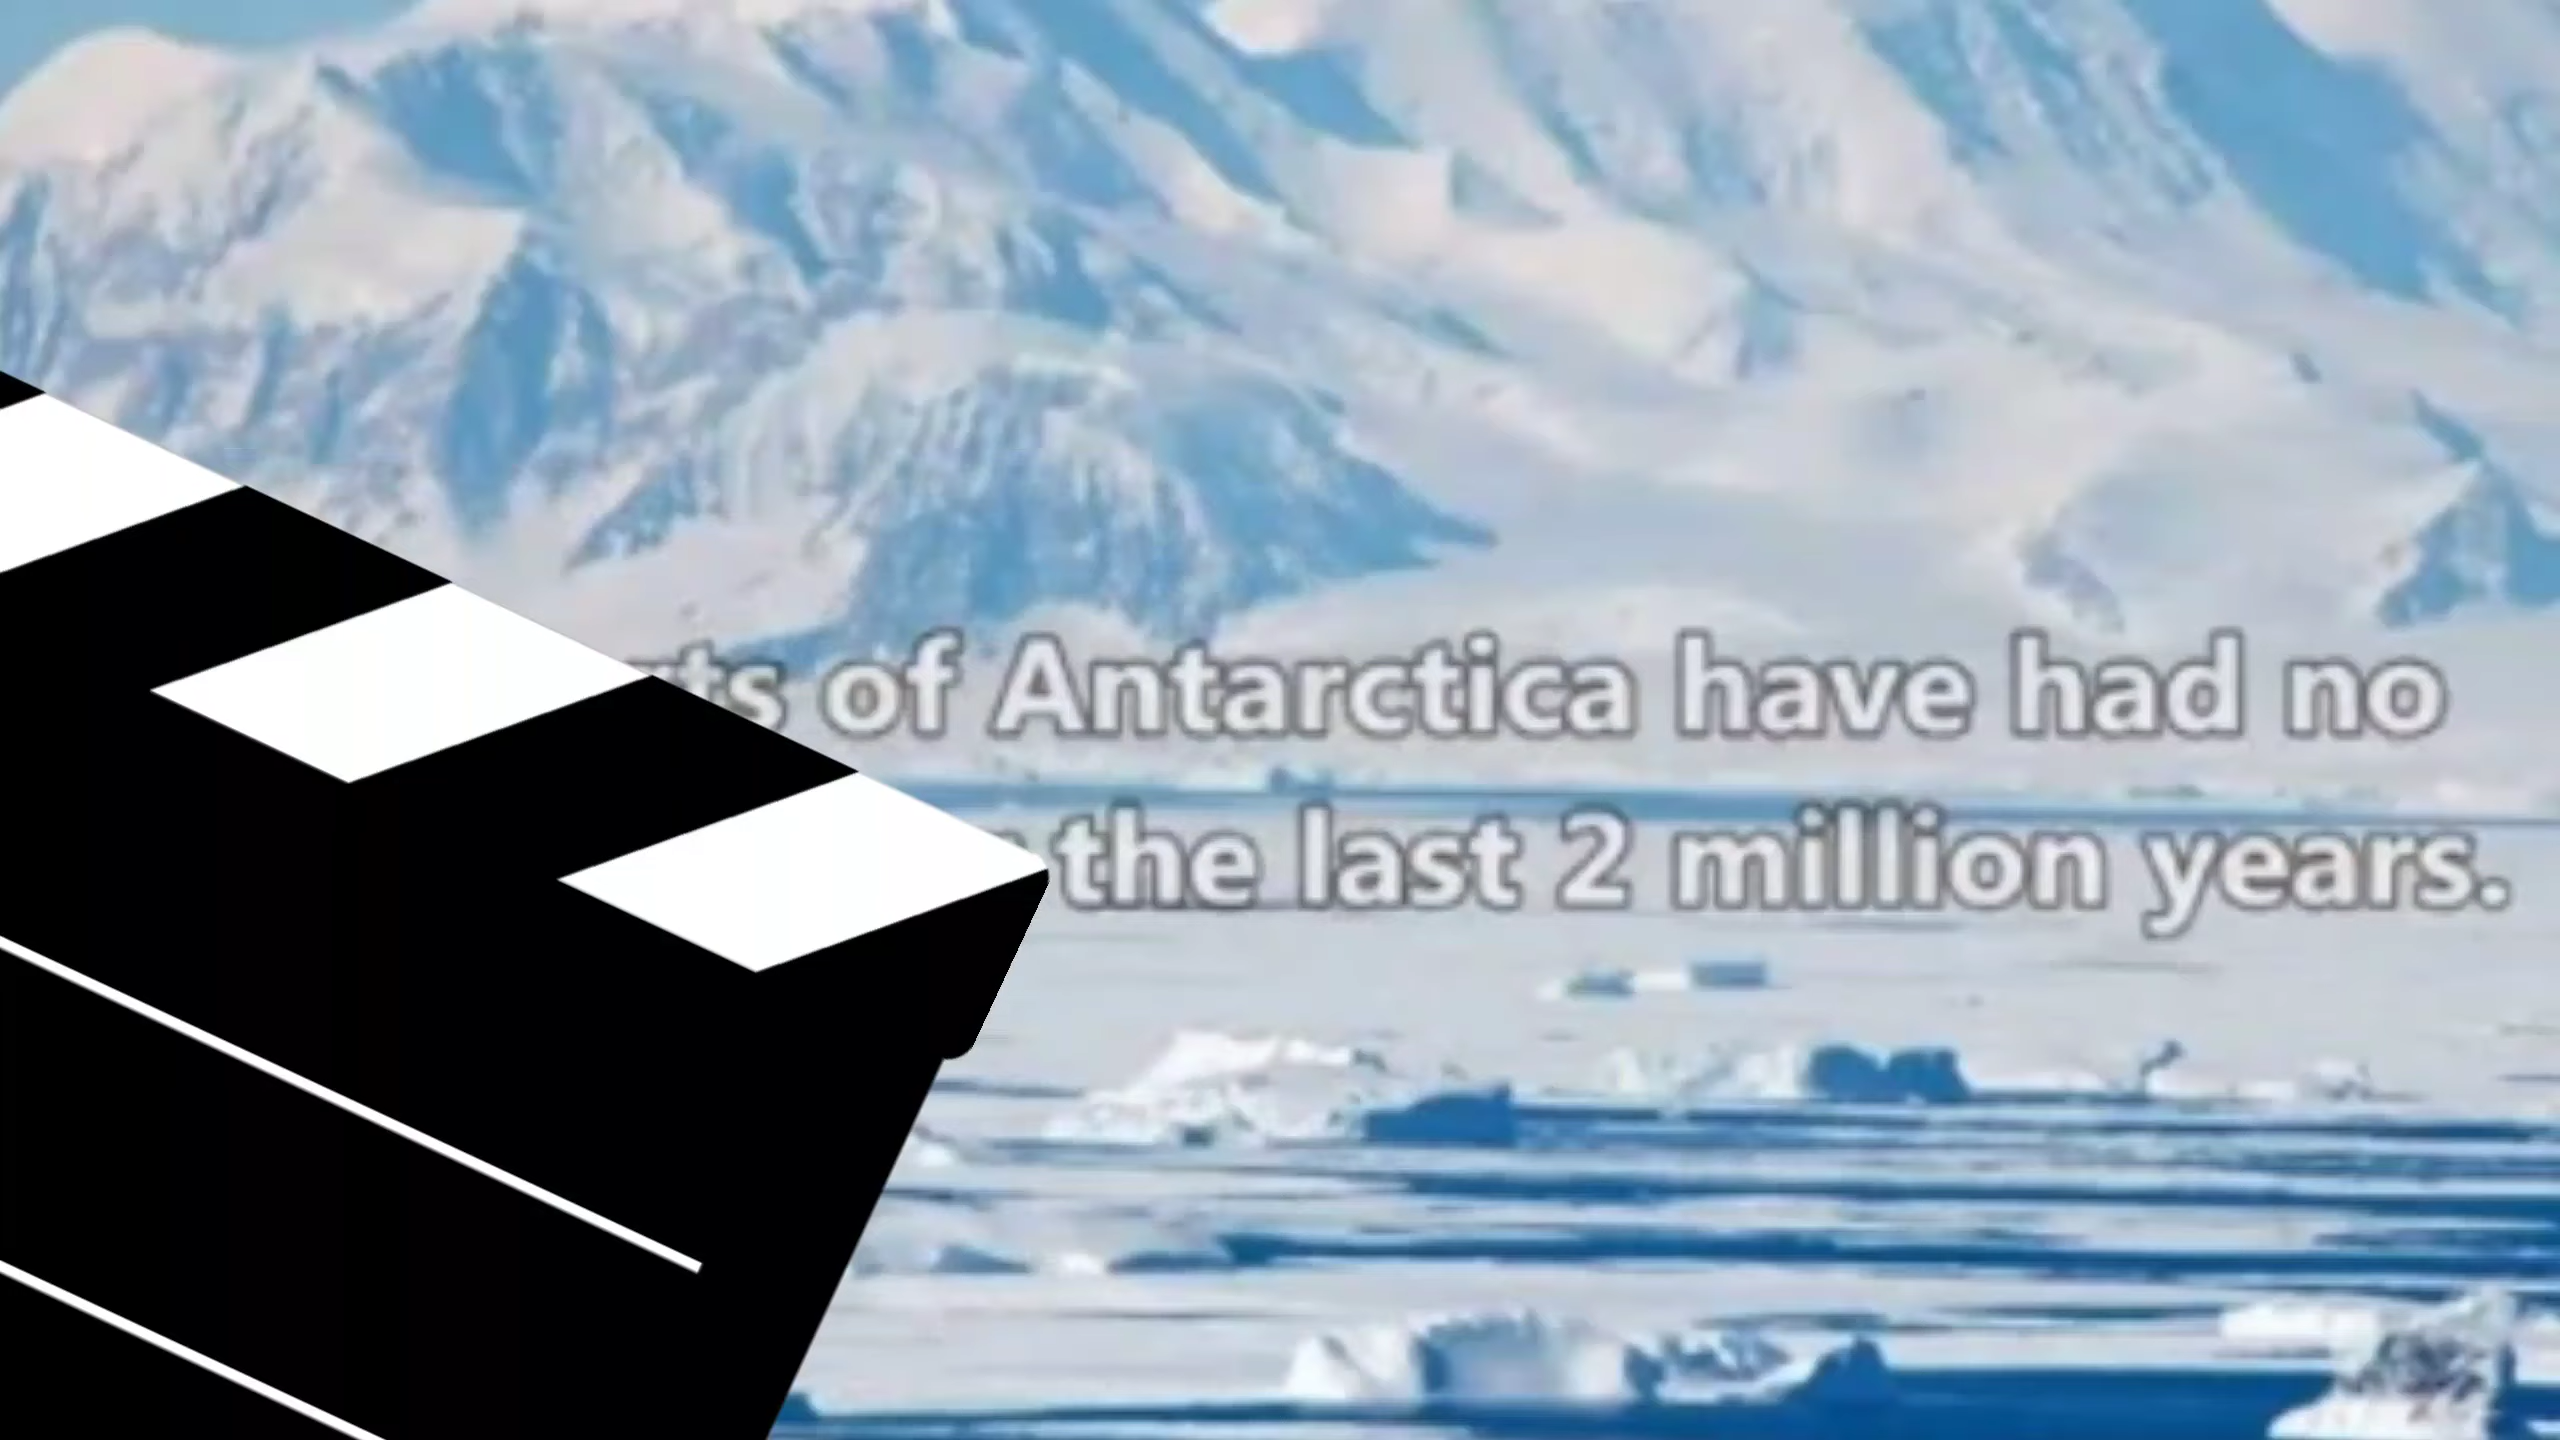 of Antarctica have had no
the last 2 million years.